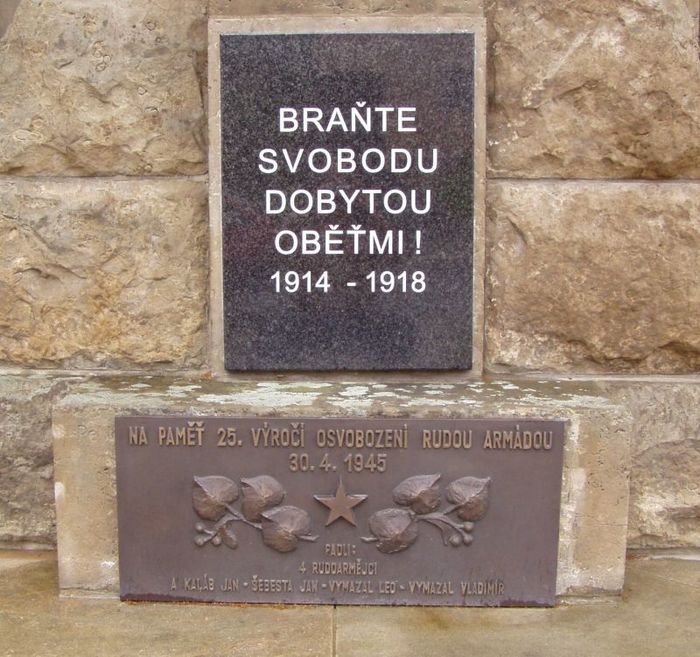 BRAŇTE
SVOBODU
DOBYTOU
OBĚŤMI!
1914 - 1918
NA PAMĚŤ 25. VÝROČÍ OSVOBOZENÍ RUDOU ARMÁDOU
30. 4. 1945
PADLI:
4 RUDOARMĚJCI
A KALÁB JAN - ŠEBESTA JAN - VYMAZAL LEO - VYMAZAL VLADIMÍR